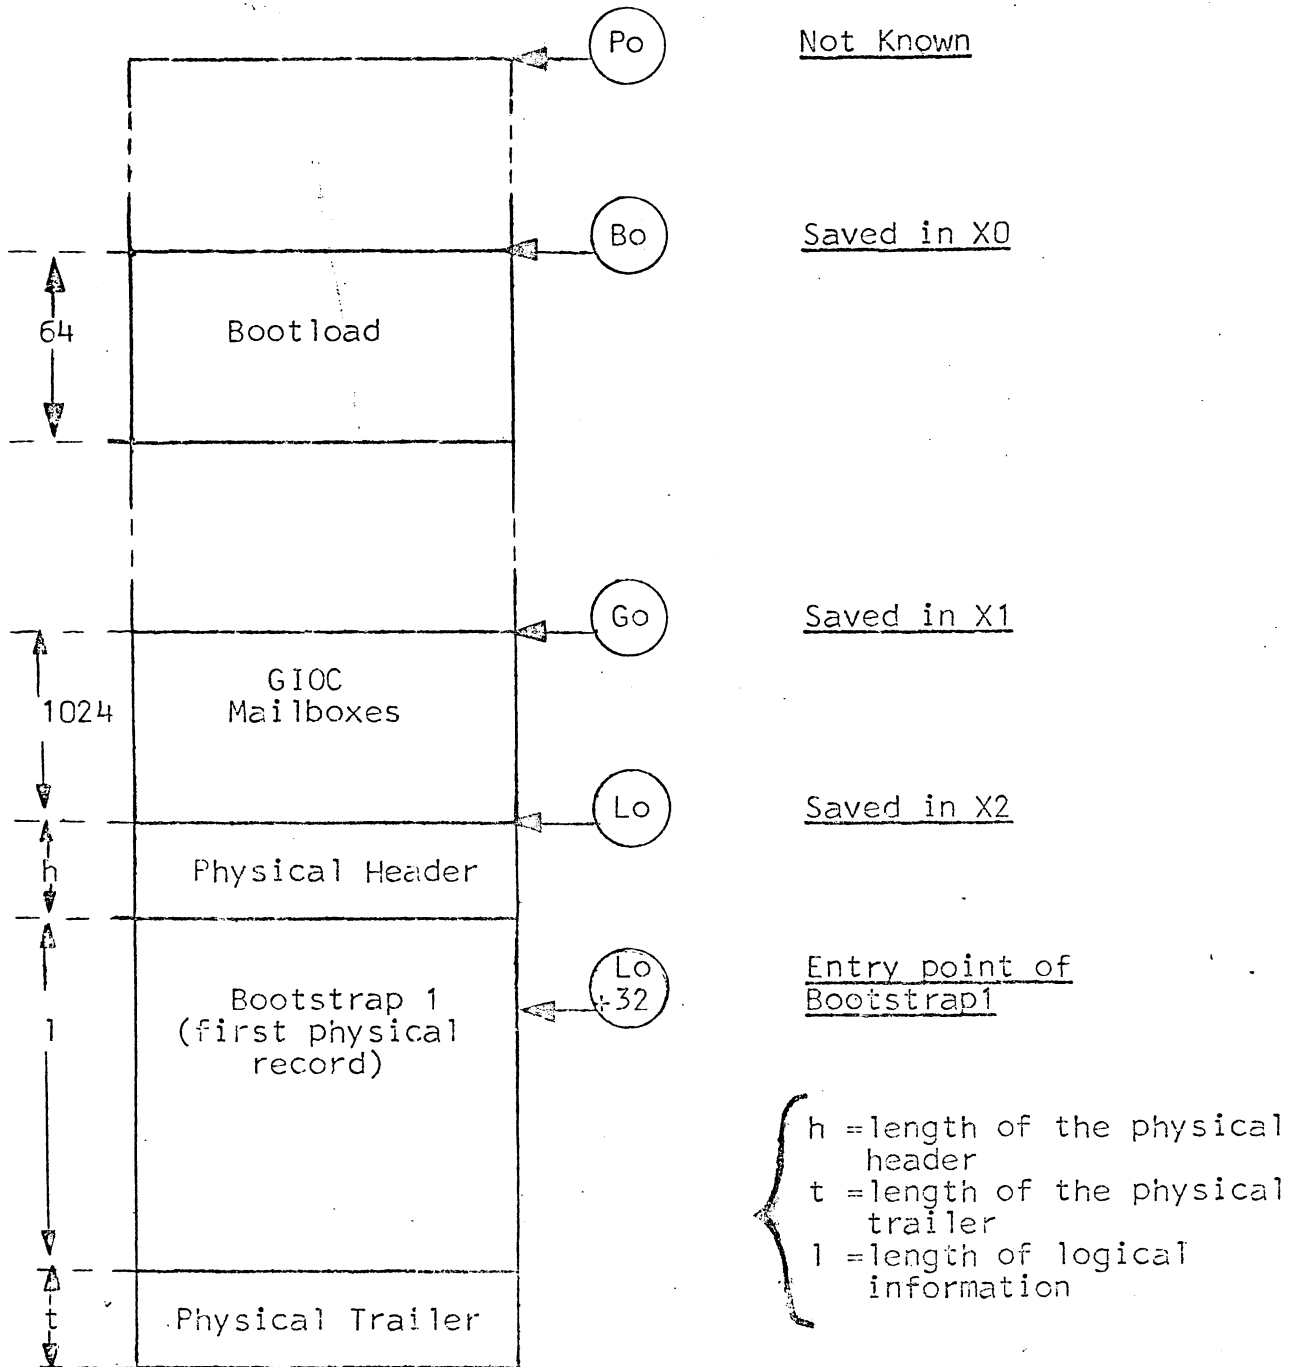 Po
Not Known
Bo
Saved in X0
64
Bootload
Go
Saved in X1
GIOC
Mailboxes
1024
Lo
Saved in X2
h
Physical Header
Lo
+32
Entry point of
Bootstrap1
l
Bootstrap 1
(first physical
record)
h =length of the physical
header
t =length of the physical
trailer
l =length of logical
information
t
Physical Trailer